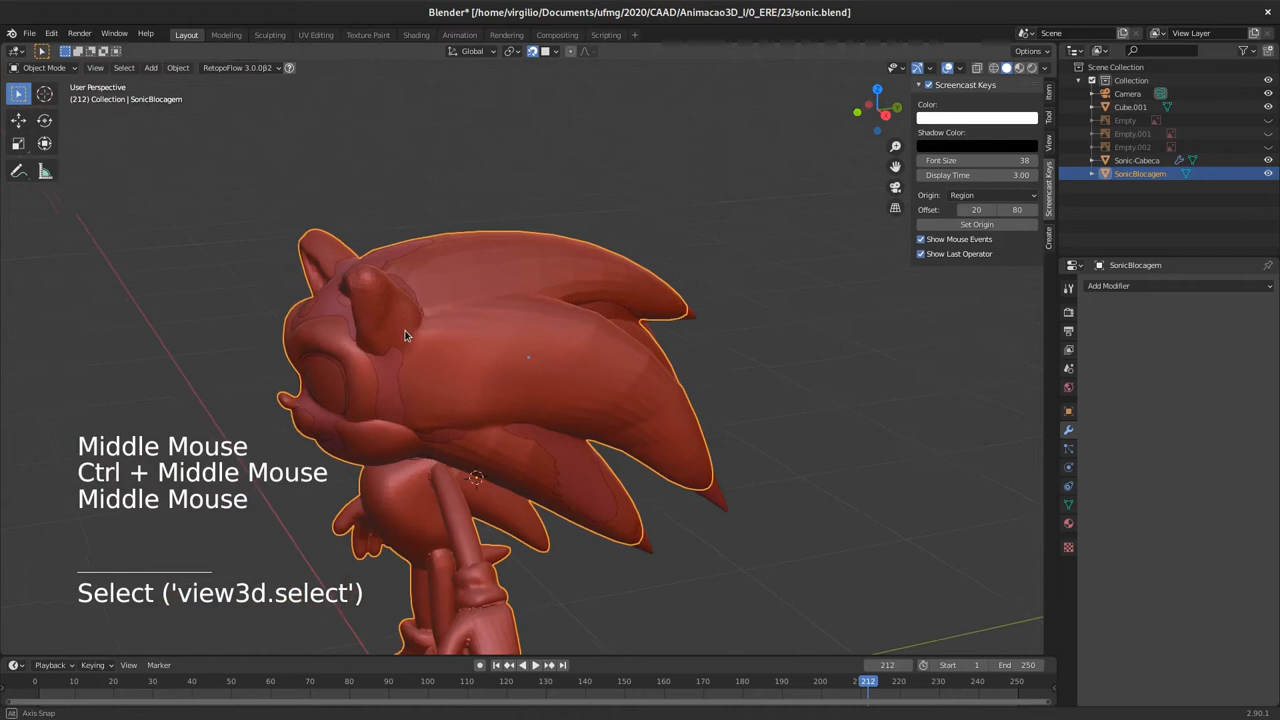 Blender* [/home/virgilio/Documents/ufmg/2020/CAAD/Animacao3D_I/0_ERE/23/sonic.blend]
File Edit Render Window Help Layout Modeling Sculpting UV Editing Texture Paint Shading Animation Rendering Compositing Scripting Scene View Layer
Global Options
Object Mode View Select Add Object RetopoFlow 3.0.0β2
User Perspective
(212) Collection | SonicBlocagem
Screencast Keys
Color:
Shadow Color:
Font Size 38
Display Time 3.00
Origin: Region
Offset: 20 80
Set Origin
Show Mouse Events
Show Last Operator
Item
Tool
View
Screencast Keys
Create
Scene Collection
Collection
Camera
Cube.001
Empty
Empty.001
Empty.002
Sonic-Cabeca
SonicBlocagem
SonicBlocagem
Add Modifier
Z
Y
X
Middle Mouse
Ctrl + Middle Mouse
Middle Mouse
Select ('view3d.select')
Playback Keying View Marker 212 Start 1 End 250
0 10 20 30 40 50 60 70 80 90 100 110 120 130 140 150 160 170 180 190 200 212 220 230 240 250
Alt Axis Snap 2.90.1